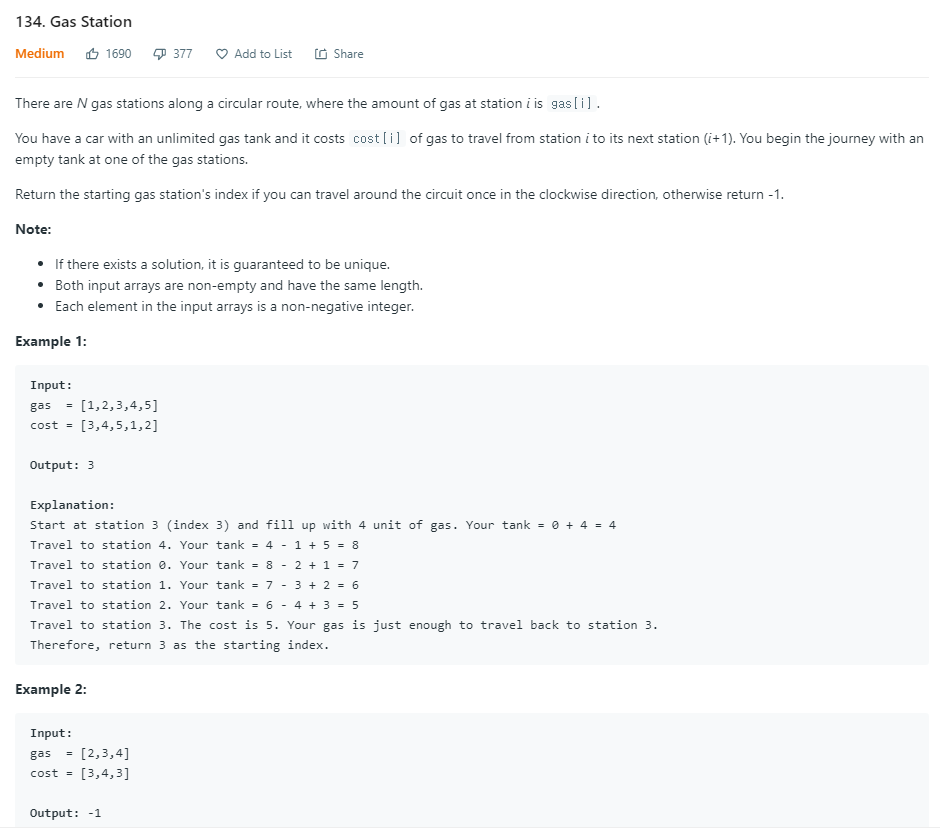 134. Gas Station
Medium 1690 377 Add to List Share
There are N gas stations along a circular route, where the amount of gas at station i is gas[i] .
You have a car with an unlimited gas tank and it costs cost[i] of gas to travel from station i to its next station (i+1). You begin the journey with an
empty tank at one of the gas stations.
Return the starting gas station's index if you can travel around the circuit once in the clockwise direction, otherwise return -1.
Note:
• If there exists a solution, it is guaranteed to be unique.
• Both input arrays are non-empty and have the same length.
• Each element in the input arrays is a non-negative integer.
Example 1:
Input:
gas  = [1,2,3,4,5]
cost = [3,4,5,1,2]
Output: 3
Explanation:
Start at station 3 (index 3) and fill up with 4 unit of gas. Your tank = 0 + 4 = 4
Travel to station 4. Your tank = 4 - 1 + 5 = 8
Travel to station 0. Your tank = 8 - 2 + 1 = 7
Travel to station 1. Your tank = 7 - 3 + 2 = 6
Travel to station 2. Your tank = 6 - 4 + 3 = 5
Travel to station 3. The cost is 5. Your gas is just enough to travel back to station 3.
Therefore, return 3 as the starting index.
Example 2:
Input:
gas  = [2,3,4]
cost = [3,4,3]
Output: -1